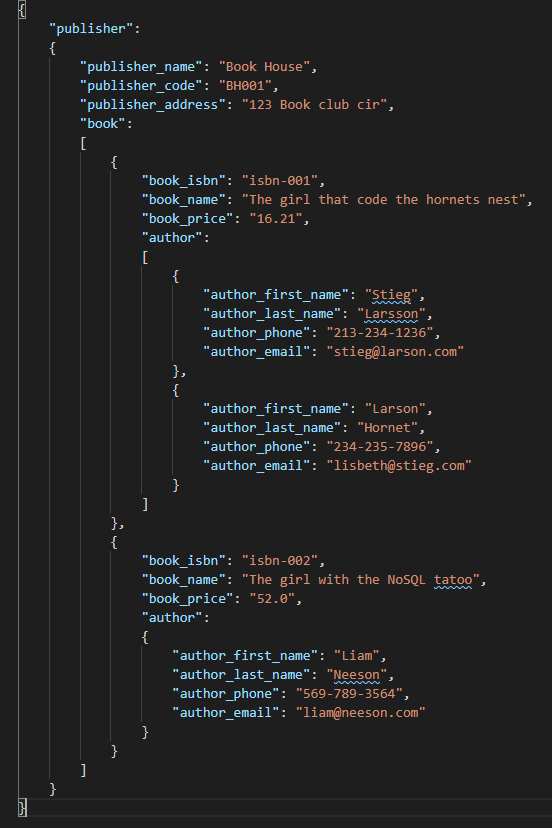 {
    "publisher":
    {
        "publisher_name": "Book House",
        "publisher_code": "BH001",
        "publisher_address": "123 Book club cir",
        "book":
        [
            {
                "book_isbn": "isbn-001",
                "book_name": "The girl that code the hornets nest",
                "book_price": "16.21",
                "author":
                [
                    {
                        "author_first_name": "Stieg",
                        "author_last_name": "Larsson",
                        "author_phone": "213-234-1236",
                        "author_email": "stieg@larson.com"
                    },
                    {
                        "author_first_name": "Larson",
                        "author_last_name": "Hornet",
                        "author_phone": "234-235-7896",
                        "author_email": "lisbeth@stieg.com"
                    }
                ]
            },
            {
                "book_isbn": "isbn-002",
                "book_name": "The girl with the NoSQL tatoo",
                "book_price": "52.0",
                "author":
                {
                    "author_first_name": "Liam",
                    "author_last_name": "Neeson",
                    "author_phone": "569-789-3564",
                    "author_email": "liam@neeson.com"
                }
            }
        ]
    }
}